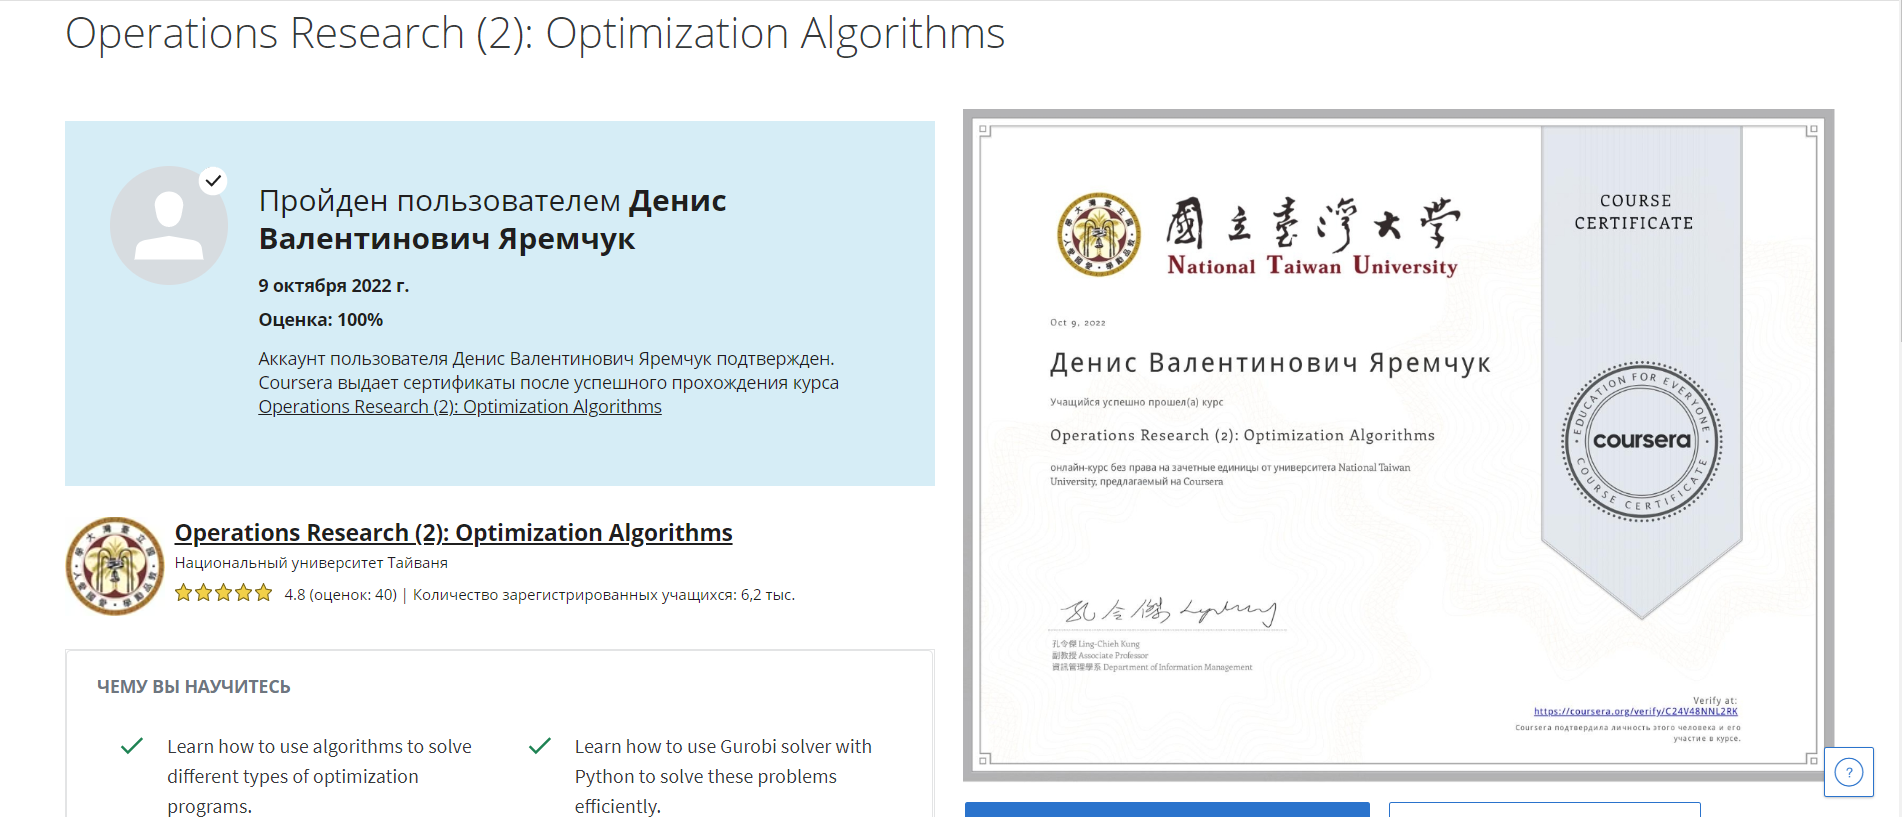 Operations Research (2): Optimization Algorithms
Пройден пользователем Денис
Валентинович Яремчук
9 октября 2022 г.
Оценка: 100%
Аккаунт пользователя Денис Валентинович Яремчук подтвержден.
Coursera выдает сертификаты после успешного прохождения курса
Operations Research (2): Optimization Algorithms
Operations Research (2): Optimization Algorithms
Национальный университет Тайваня
4.8 (оценок: 40) | Количество зарегистрированных учащихся: 6,2 тыс.
ЧЕМУ ВЫ НАУЧИТЕСЬ
Learn how to use algorithms to solve
different types of optimization
programs.
Learn how to use Gurobi solver with
Python to solve these problems
efficiently.
國立臺灣大學
National Taiwan University
Oct 9, 2022
Денис Валентинович Яремчук
Учащийся успешно прошел(а) курс
Operations Research (2): Optimization Algorithms
онлайн-курс без права на зачетные единицы от университета National Taiwan
University, предлагаемый на Coursera
孔令傑 Ling-Chieh Kung
副教授 Associate Professor
資訊管理學系 Department of Information Management
COURSE
CERTIFICATE
EDUCATION FOR EVERYONE
coursera
COURSE CERTIFICATE
Verify at:
https://coursera.org/verify/C24V48NNL2RK
Coursera подтвердила личность этого человека и его
участие в курсе.
?